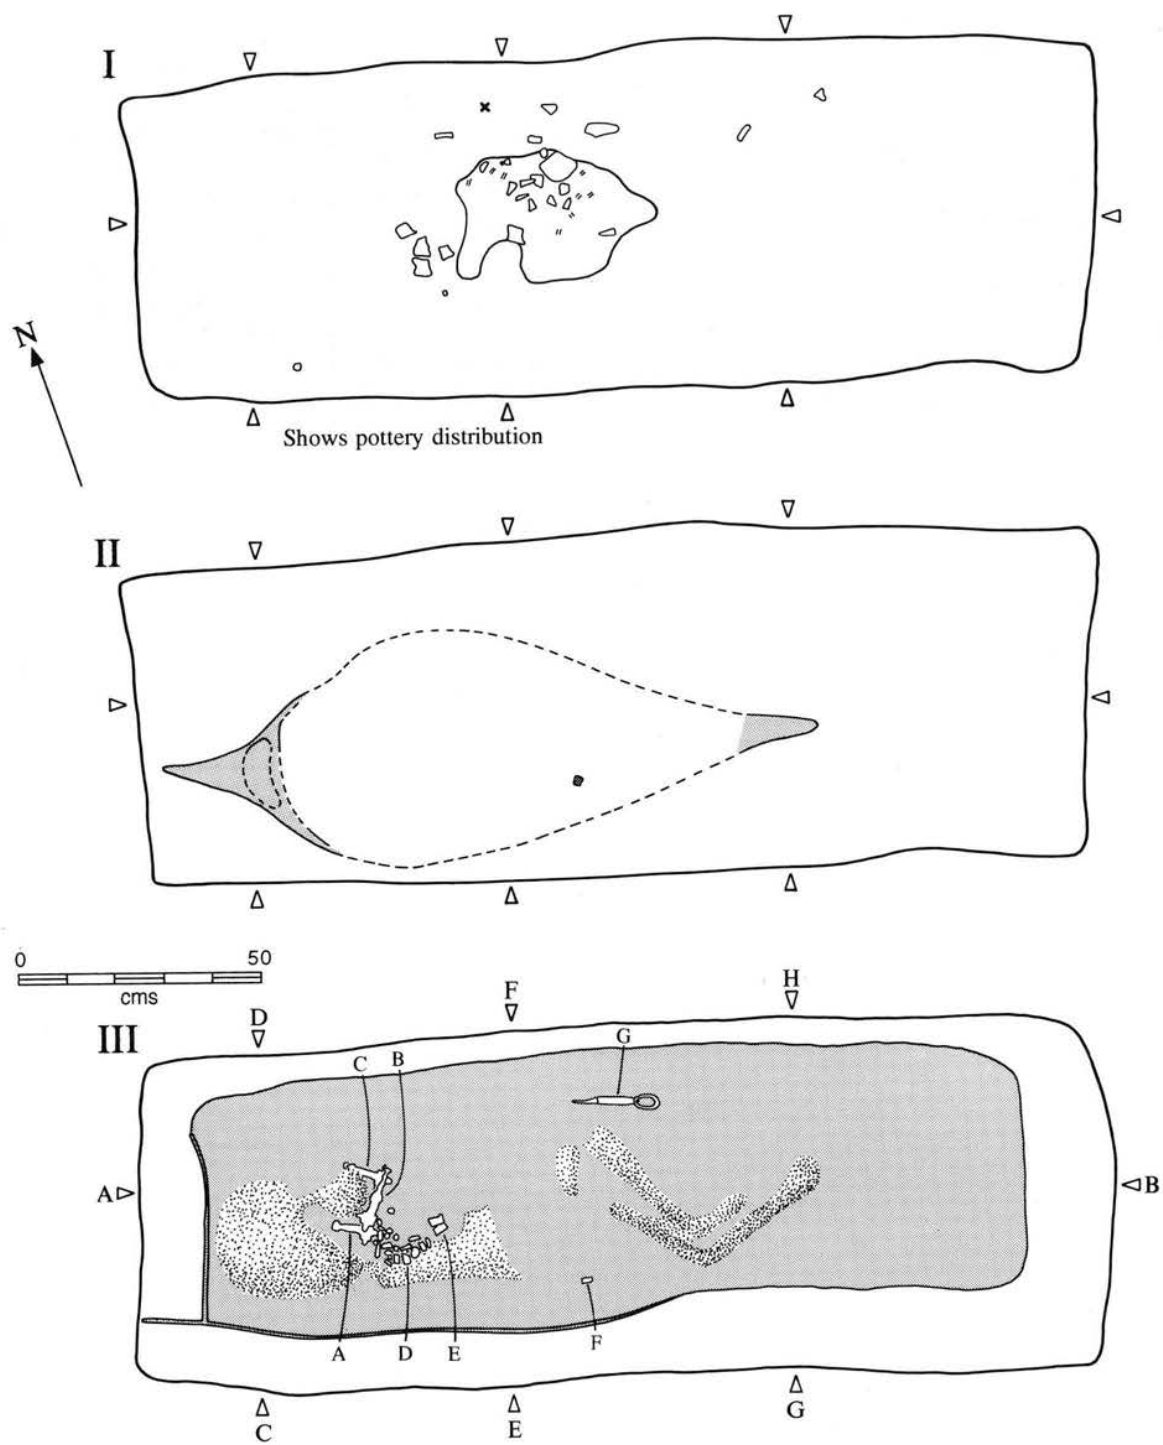 I
N
Shows pottery distribution
II
0 50
cms
III
D F H
C B G
A B
A D E F
C E G